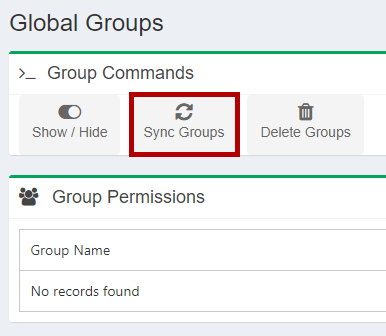 Global Groups
Group Commands
Show / Hide
Sync Groups
Delete Groups
Group Permissions
Group Name
No records found